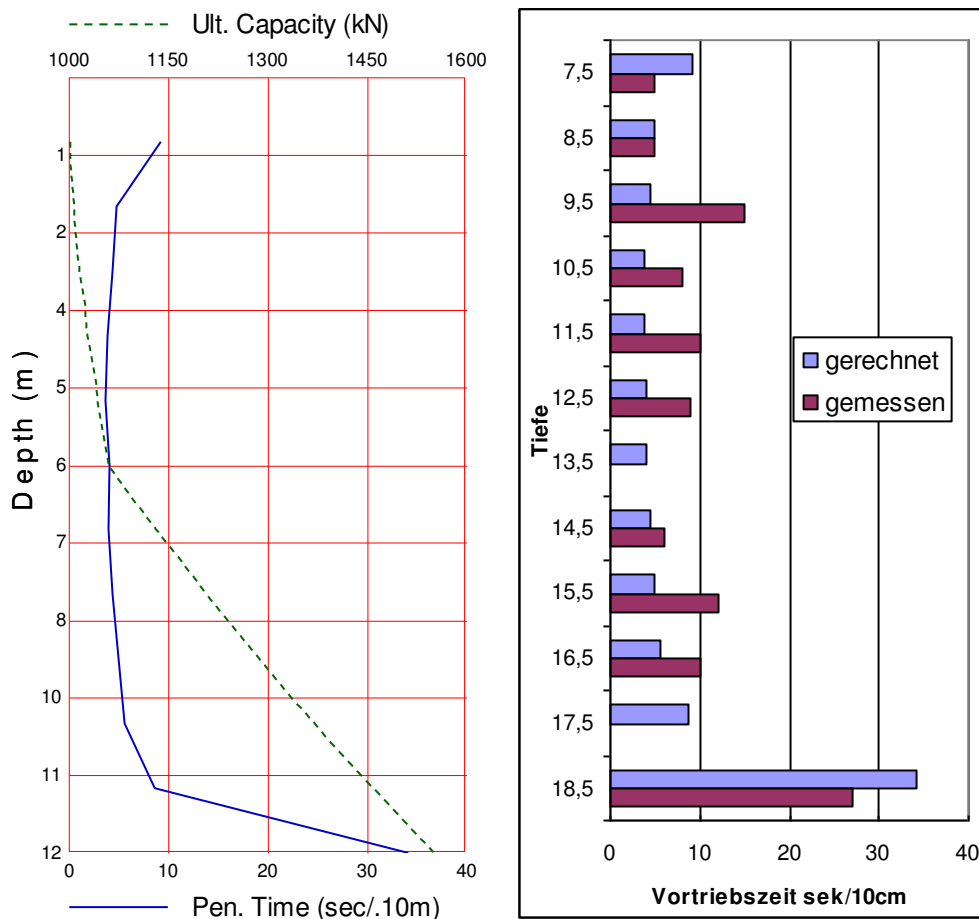 Ult. Capacity (kN)
1000 1150 1300 1450 1600
Depth (m)
1
2
4
5
6
7
8
10
11
12
0 10 20 30 40
Pen. Time (sec/.10m)
Tiefe
7,5
8,5
9,5
10,5
11,5
12,5
13,5
14,5
15,5
16,5
17,5
18,5
gerechnet
gemessen
0 10 20 30 40
Vortriebszeit sek/10cm